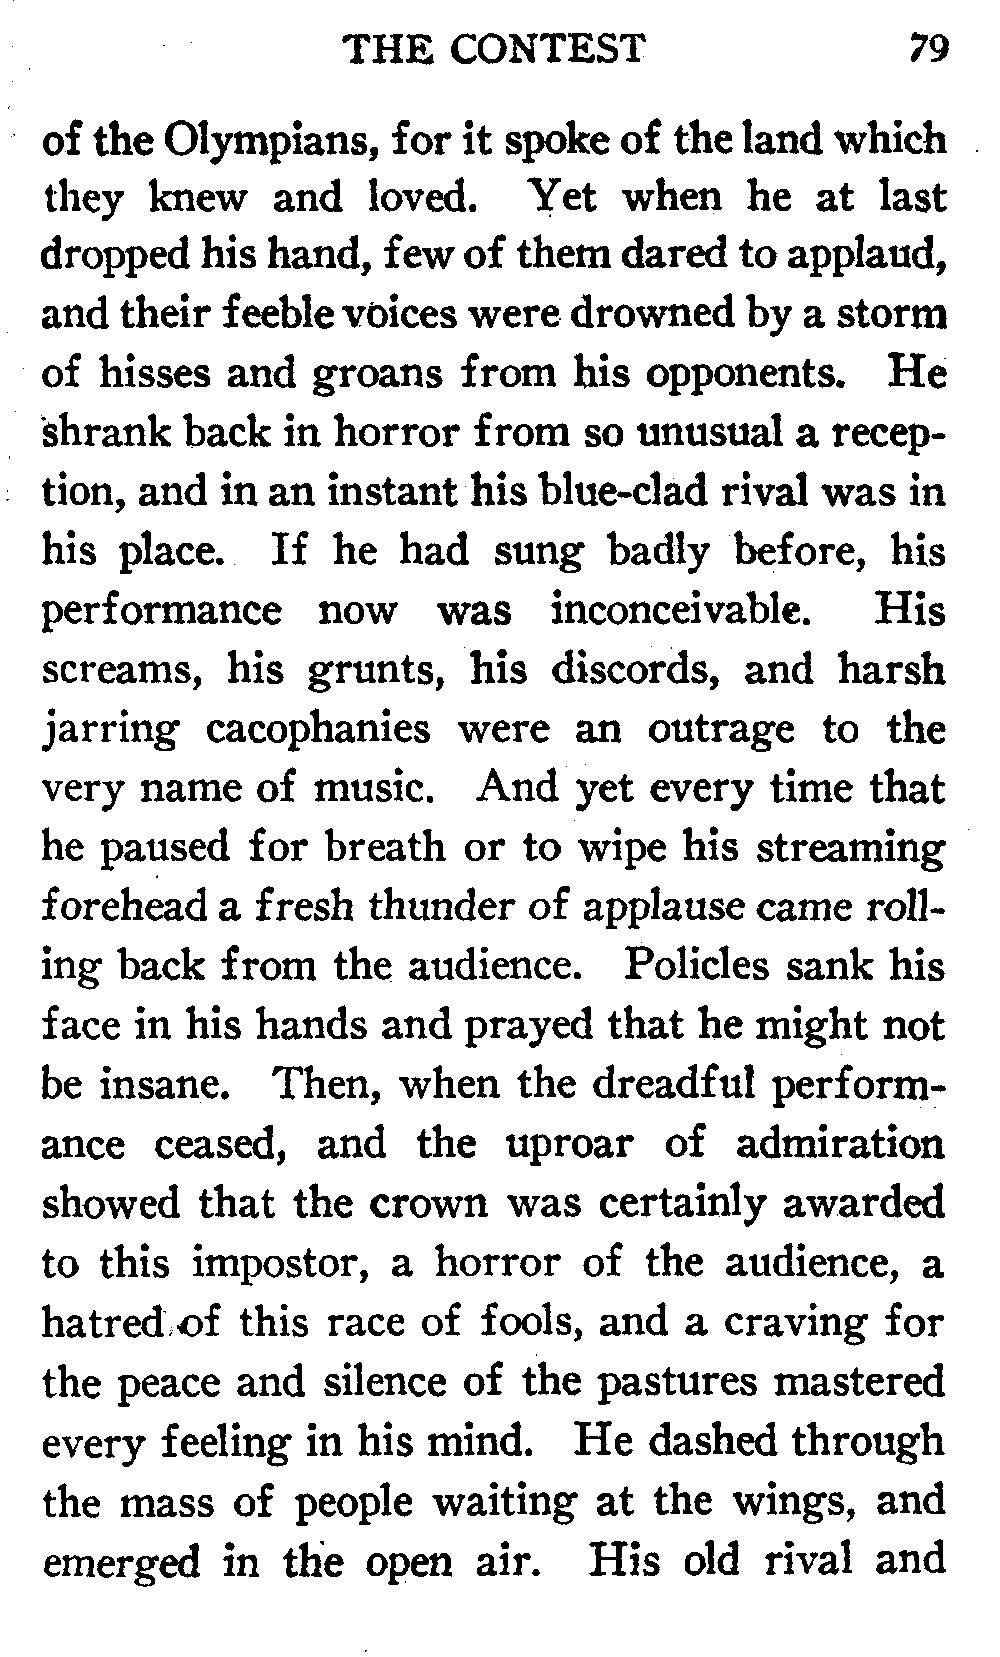 THE CONTEST 79
of the Olympians, for it spoke of the land which
they knew and loved. Yet when he at last
dropped his hand, few of them dared to applaud,
and their feeble voices were drowned by a storm
of hisses and groans from his opponents. He
shrank back in horror from so unusual a recep-
tion, and in an instant his blue-clad rival was in
his place. If he had sung badly before, his
performance now was inconceivable. His
screams, his grunts, his discords, and harsh
jarring cacophanies were an outrage to the
very name of music. And yet every time that
he paused for breath or to wipe his streaming
forehead a fresh thunder of applause came roll-
ing back from the audience. Policles sank his
face in his hands and prayed that he might not
be insane. Then, when the dreadful perform-
ance ceased, and the uproar of admiration
showed that the crown was certainly awarded
to this impostor, a horror of the audience, a
hatred of this race of fools, and a craving for
the peace and silence of the pastures mastered
every feeling in his mind. He dashed through
the mass of people waiting at the wings, and
emerged in the open air. His old rival and